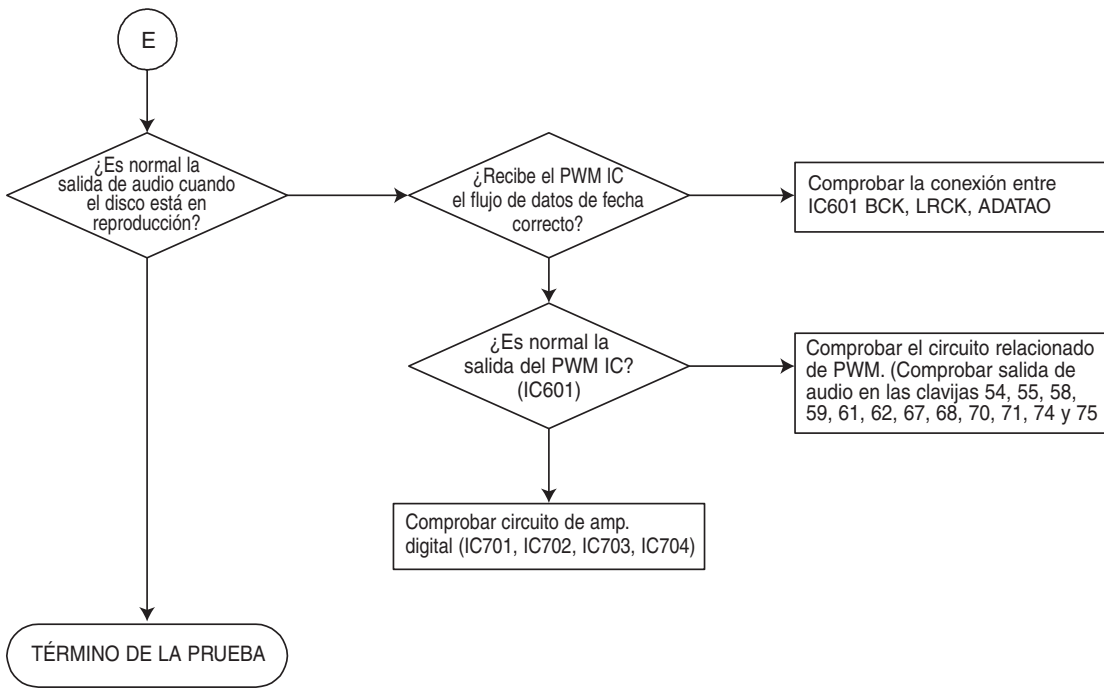 E
¿Es normal la
salida de audio cuando
el disco está en
reproducción?
¿Recibe el PWM IC
el flujo de datos de fecha
correcto?
Comprobar la conexión entre
IC601 BCK, LRCK, ADATAO
¿Es normal la
salida del PWM IC?
(IC601)
Comprobar el circuito relacionado
de PWM. (Comprobar salida de
audio en las clavijas 54, 55, 58,
59, 61, 62, 67, 68, 70, 71, 74 y 75
Comprobar circuito de amp.
digital (IC701, IC702, IC703, IC704)
TÉRMINO DE LA PRUEBA